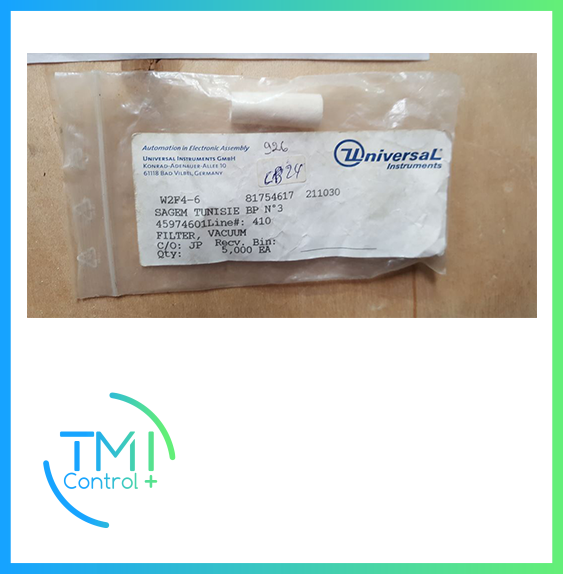 Automation in Electronic Assembly
UNIVERSAL INSTRUMENTS GMBH
KONRAD-ADENAUER-ALLEE 30
61118 BAD VILBEL, GERMANY
926
CB24
Universal
Instruments
W2F4-6 81754617 211030
SAGEM TUNISIE BP N°3
45974601Line#: 410
FILTER, VACUUM
C/O: JP Recv. Bin:
Qty: 5,000 EA
TMI
Control +